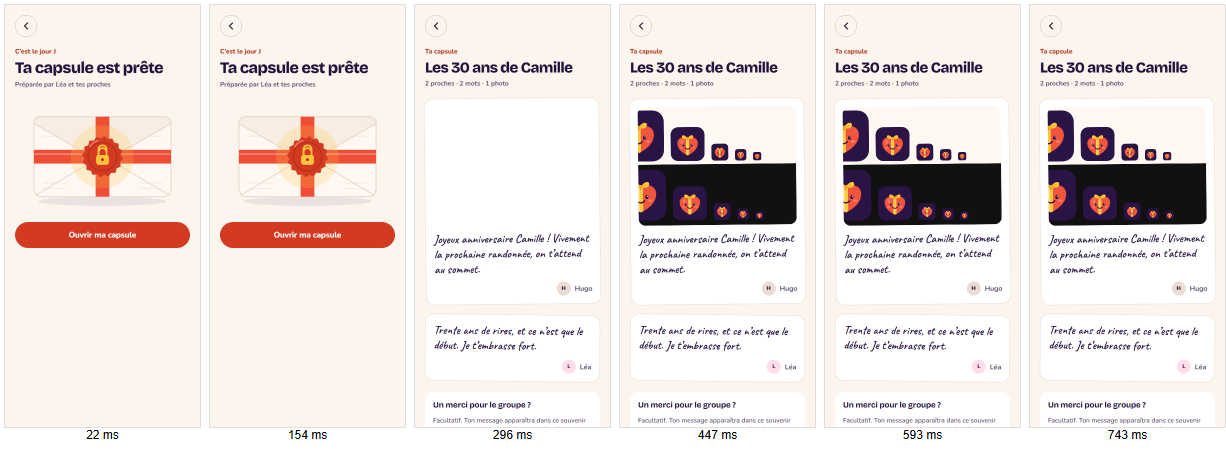 C'est le jour J
Ta capsule est prête
Préparée par Léa et tes proches
Ouvrir ma capsule
22 ms
C'est le jour J
Ta capsule est prête
Préparée par Léa et tes proches
Ouvrir ma capsule
154 ms
Ta capsule
Les 30 ans de Camille
2 proches · 2 mots · 1 photo
Joyeux anniversaire Camille ! Vivement
la prochaine randonnée, on t'attend
au sommet.
H Hugo
Trente ans de rires, et ce n'est que le
début. Je t'embrasse fort.
L Léa
Un merci pour le groupe ?
Facultatif. Ton message apparaîtra dans ce souvenir
296 ms
Ta capsule
Les 30 ans de Camille
2 proches · 2 mots · 1 photo
Joyeux anniversaire Camille ! Vivement
la prochaine randonnée, on t'attend
au sommet.
H Hugo
Trente ans de rires, et ce n'est que le
début. Je t'embrasse fort.
L Léa
Un merci pour le groupe ?
Facultatif. Ton message apparaîtra dans ce souvenir
447 ms
Ta capsule
Les 30 ans de Camille
2 proches · 2 mots · 1 photo
Joyeux anniversaire Camille ! Vivement
la prochaine randonnée, on t'attend
au sommet.
H Hugo
Trente ans de rires, et ce n'est que le
début. Je t'embrasse fort.
L Léa
Un merci pour le groupe ?
Facultatif. Ton message apparaîtra dans ce souvenir
593 ms
Ta capsule
Les 30 ans de Camille
2 proches · 2 mots · 1 photo
Joyeux anniversaire Camille ! Vivement
la prochaine randonnée, on t'attend
au sommet.
H Hugo
Trente ans de rires, et ce n'est que le
début. Je t'embrasse fort.
L Léa
Un merci pour le groupe ?
Facultatif. Ton message apparaîtra dans ce souvenir
743 ms